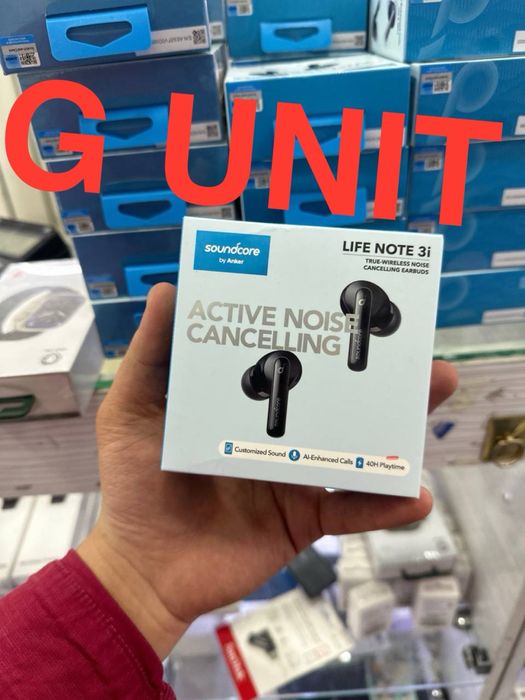 G UNIT
soundcore
by Anker
LIFE NOTE 3i
TRUE-WIRELESS NOISE
CANCELLING EARBUDS
ACTIVE NOISE
CANCELLING
Customized Sound AI-Enhanced Calls 40H Playtime